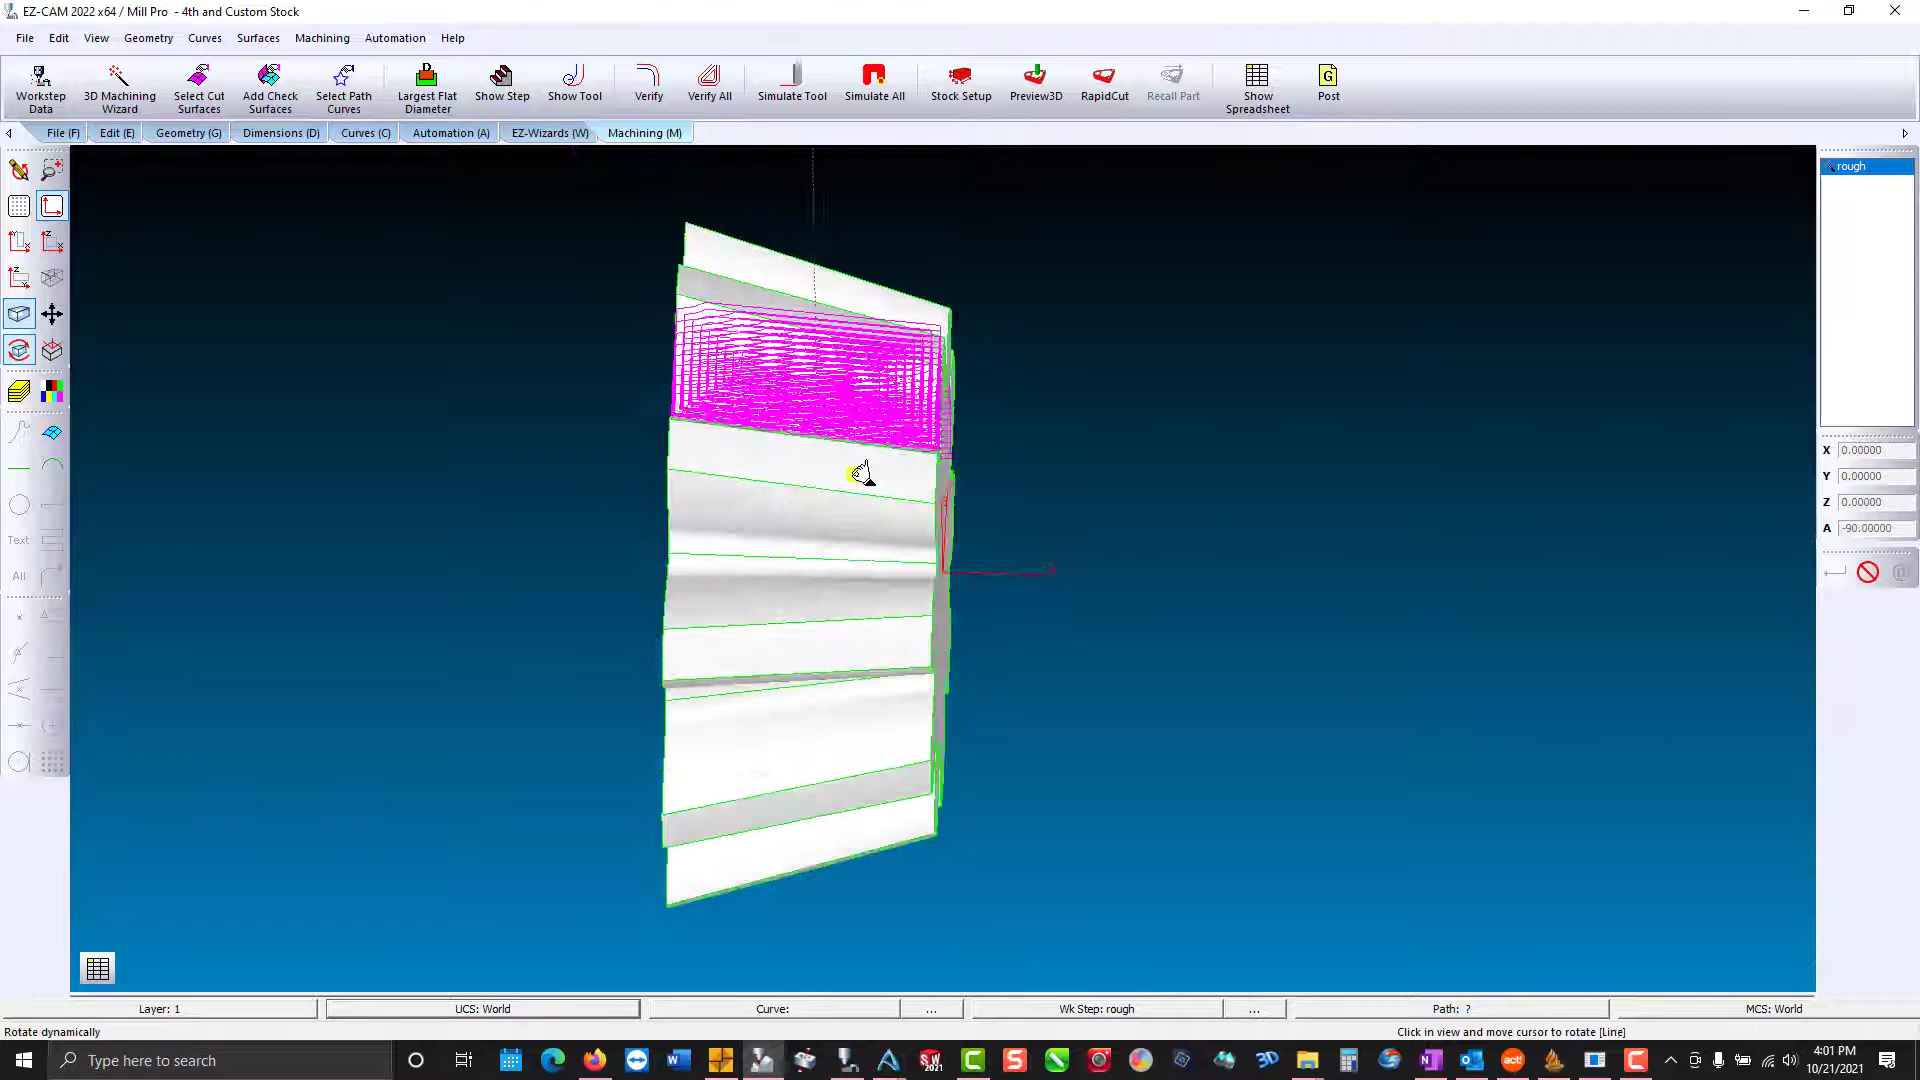 EZ-CAM 2022 x64 / Mill Pro - 4th and Custom Stock
File Edit View Geometry Curves Surfaces Machining Automation Help
Workstep Data
3D Machining Wizard
Select Cut Surfaces
Add Check Surfaces
Select Path Curves
Largest Flat Diameter
Show Step
Show Tool
Verify
Verify All
Simulate Tool
Simulate All
Stock Setup
Preview3D
RapidCut
Recall Part
Show Spreadsheet
Post
File (F) Edit (E) Geometry (G) Dimensions (D) Curves (C) Automation (A) EZ-Wizards (W) Machining (M)
rough
X 0.00000
Y 0.00000
Z 0.00000
A -90.00000
Text
All
Layer: 1 UCS: World Curve: ... Wk Step: rough ... Path: ? MCS: World
Rotate dynamically Click in view and move cursor to rotate [Line]
Type here to search
4:01 PM
10/21/2021